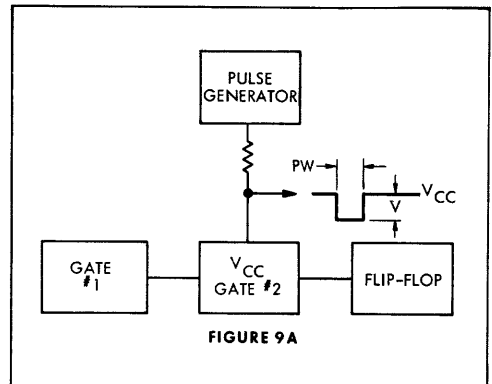 PULSE
GENERATOR
PW
V
VCC
GATE
#1
VCC
GATE #2
FLIP-FLOP
FIGURE 9A